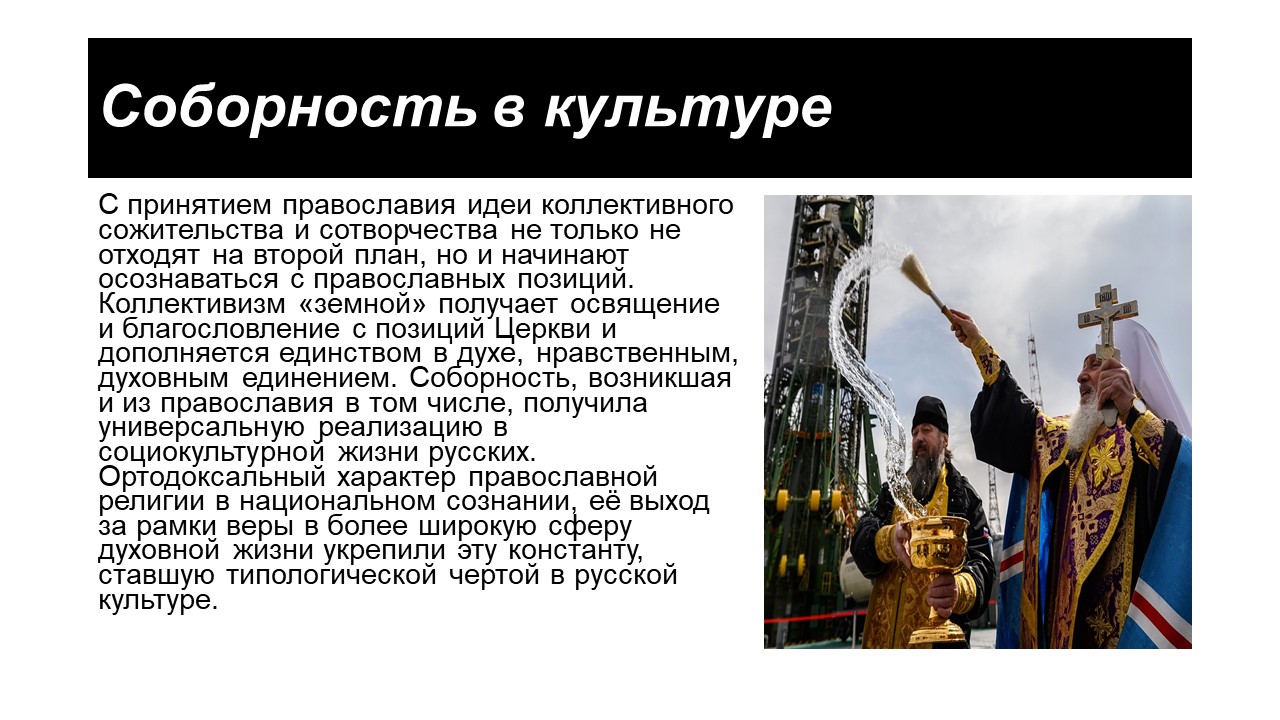 Соборность в культуре
С принятием православия идеи коллективного
сожительства и сотворчества не только не
отходят на второй план, но и начинают
осознаваться с православных позиций.
Коллективизм «земной» получает освящение
и благословление с позиций Церкви и
дополняется единством в духе, нравственным,
духовным единением. Соборность, возникшая
и из православия в том числе, получила
универсальную реализацию в
социокультурной жизни русских.
Ортодоксальный характер православной
религии в национальном сознании, её выход
за рамки веры в более широкую сферу
духовной жизни укрепили эту константу,
ставшую типологической чертой в русской
культуре.